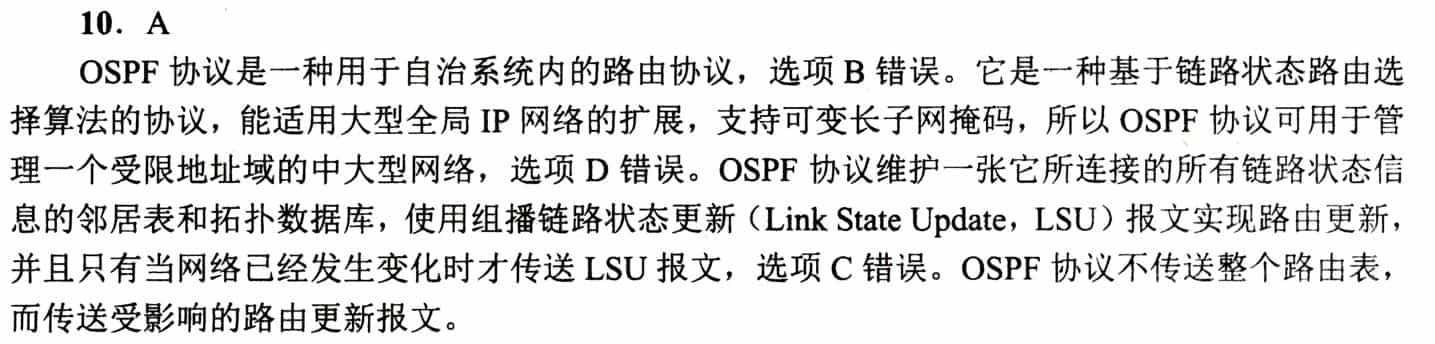 10. A
OSPF 协议是一种用于自治系统内的路由协议，选项 B 错误。它是一种基于链路状态路由选
择算法的协议，能适用大型全局 IP 网络的扩展，支持可变长子网掩码，所以 OSPF 协议可用于管
理一个受限地址域的中大型网络，选项 D 错误。OSPF 协议维护一张它所连接的所有链路状态信
息的邻居表和拓扑数据库，使用组播链路状态更新（Link State Update，LSU）报文实现路由更新，
并且只有当网络已经发生变化时才传送 LSU 报文，选项 C 错误。OSPF 协议不传送整个路由表，
而传送受影响的路由更新报文。